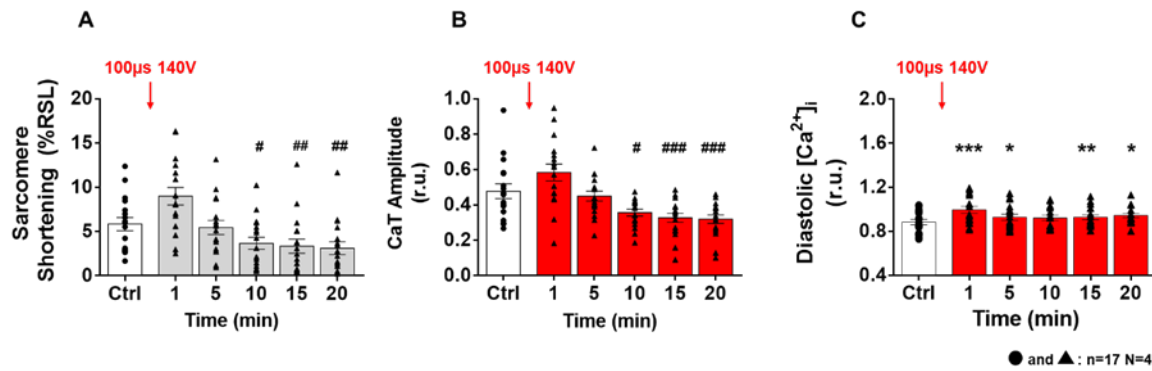 A
100µs 140V
Sarcomere
Shortening (%RSL)
20
15
10
5
0
#
##
##
Ctrl 1 5 10 15 20
Time (min)
B
100µs 140V
CaT Amplitude
(r.u.)
1.0
0.8
0.6
0.4
0.2
0.0
#
###
###
Ctrl 1 5 10 15 20
Time (min)
C
100µs 140V
Diastolic [Ca²⁺]ᵢ
(r.u.)
2.0
1.6
1.2
0.8
0.4
***
*
**
*
Ctrl 1 5 10 15 20
Time (min)
● and ▲ : n=17 N=4